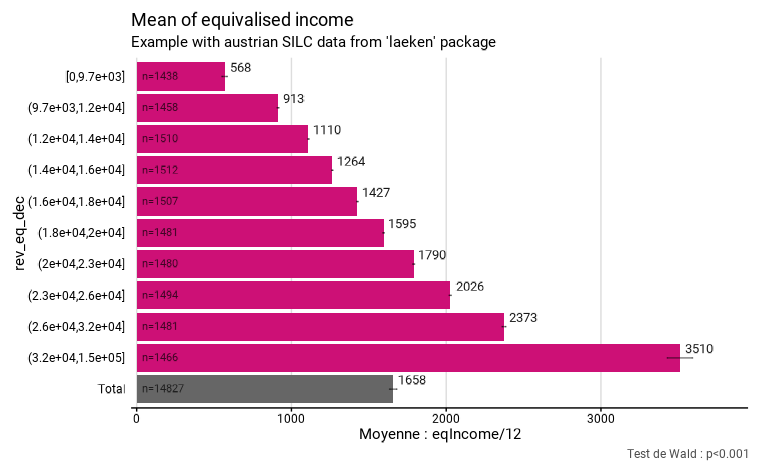 Mean of equivalised income
Example with austrian SILC data from 'laeken' package
rev_eq_dec
[0,9.7e+03] n=1438 568
(9.7e+03,1.2e+04] n=1458 913
(1.2e+04,1.4e+04] n=1510 1110
(1.4e+04,1.6e+04] n=1512 1264
(1.6e+04,1.8e+04] n=1507 1427
(1.8e+04,2e+04] n=1481 1595
(2e+04,2.3e+04] n=1480 1790
(2.3e+04,2.6e+04] n=1494 2026
(2.6e+04,3.2e+04] n=1481 2373
(3.2e+04,1.5e+05] n=1466 3510
Total n=14827 1658
0 1000 2000 3000
Moyenne : eqIncome/12
Test de Wald : p<0.001